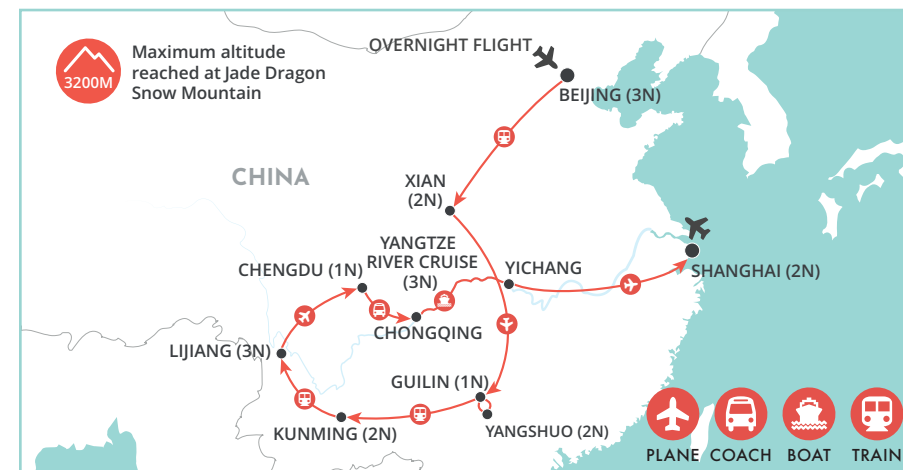 Maximum altitude
reached at Jade Dragon
Snow Mountain
3200M
OVERNIGHT FLIGHT
BEIJING (3N)
CHINA
XIAN
(2N)
YANGTZE
RIVER CRUISE
(3N)
CHENGDU (1N)
YICHANG
SHANGHAI (2N)
CHONGQING
LIJIANG (3N)
GUILIN (1N)
KUNMING (2N)
YANGSHUO (2N)
PLANE
COACH
BOAT
TRAIN